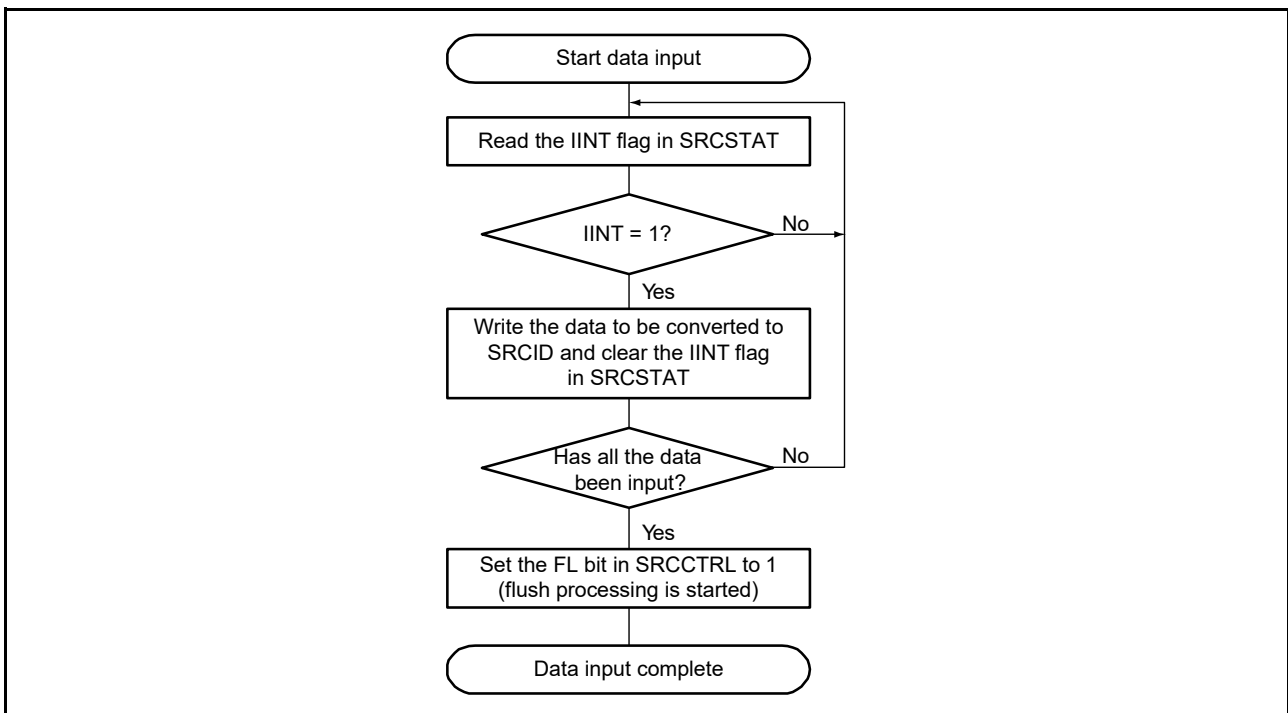 Start data input
Read the IINT flag in SRCSTAT
IINT = 1?
No
Yes
Write the data to be converted to
SRCID and clear the IINT flag
in SRCSTAT
Has all the data
been input?
No
Yes
Set the FL bit in SRCCTRL to 1
(flush processing is started)
Data input complete